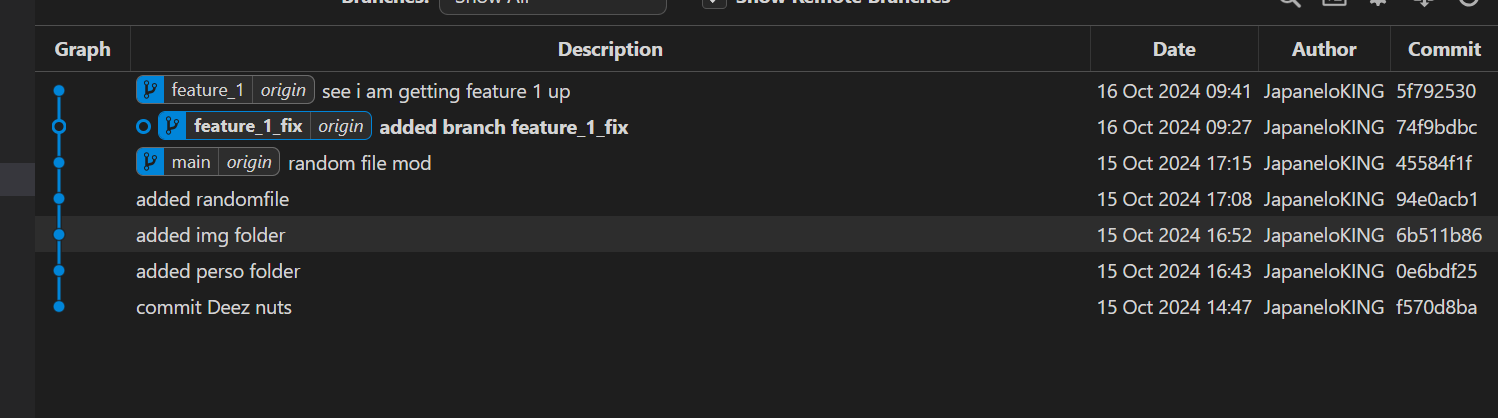 Branches: Show All Show Remote Branches
Graph Description Date Author Commit
feature_1 origin see i am getting feature 1 up 16 Oct 2024 09:41 JapaneloKING 5f792530
feature_1_fix origin added branch feature_1_fix 16 Oct 2024 09:27 JapaneloKING 74f9bdbc
main origin random file mod 15 Oct 2024 17:15 JapaneloKING 45584f1f
added randomfile 15 Oct 2024 17:08 JapaneloKING 94e0acb1
added img folder 15 Oct 2024 16:52 JapaneloKING 6b511b86
added perso folder 15 Oct 2024 16:43 JapaneloKING 0e6bdf25
commit Deez nuts 15 Oct 2024 14:47 JapaneloKING f570d8ba